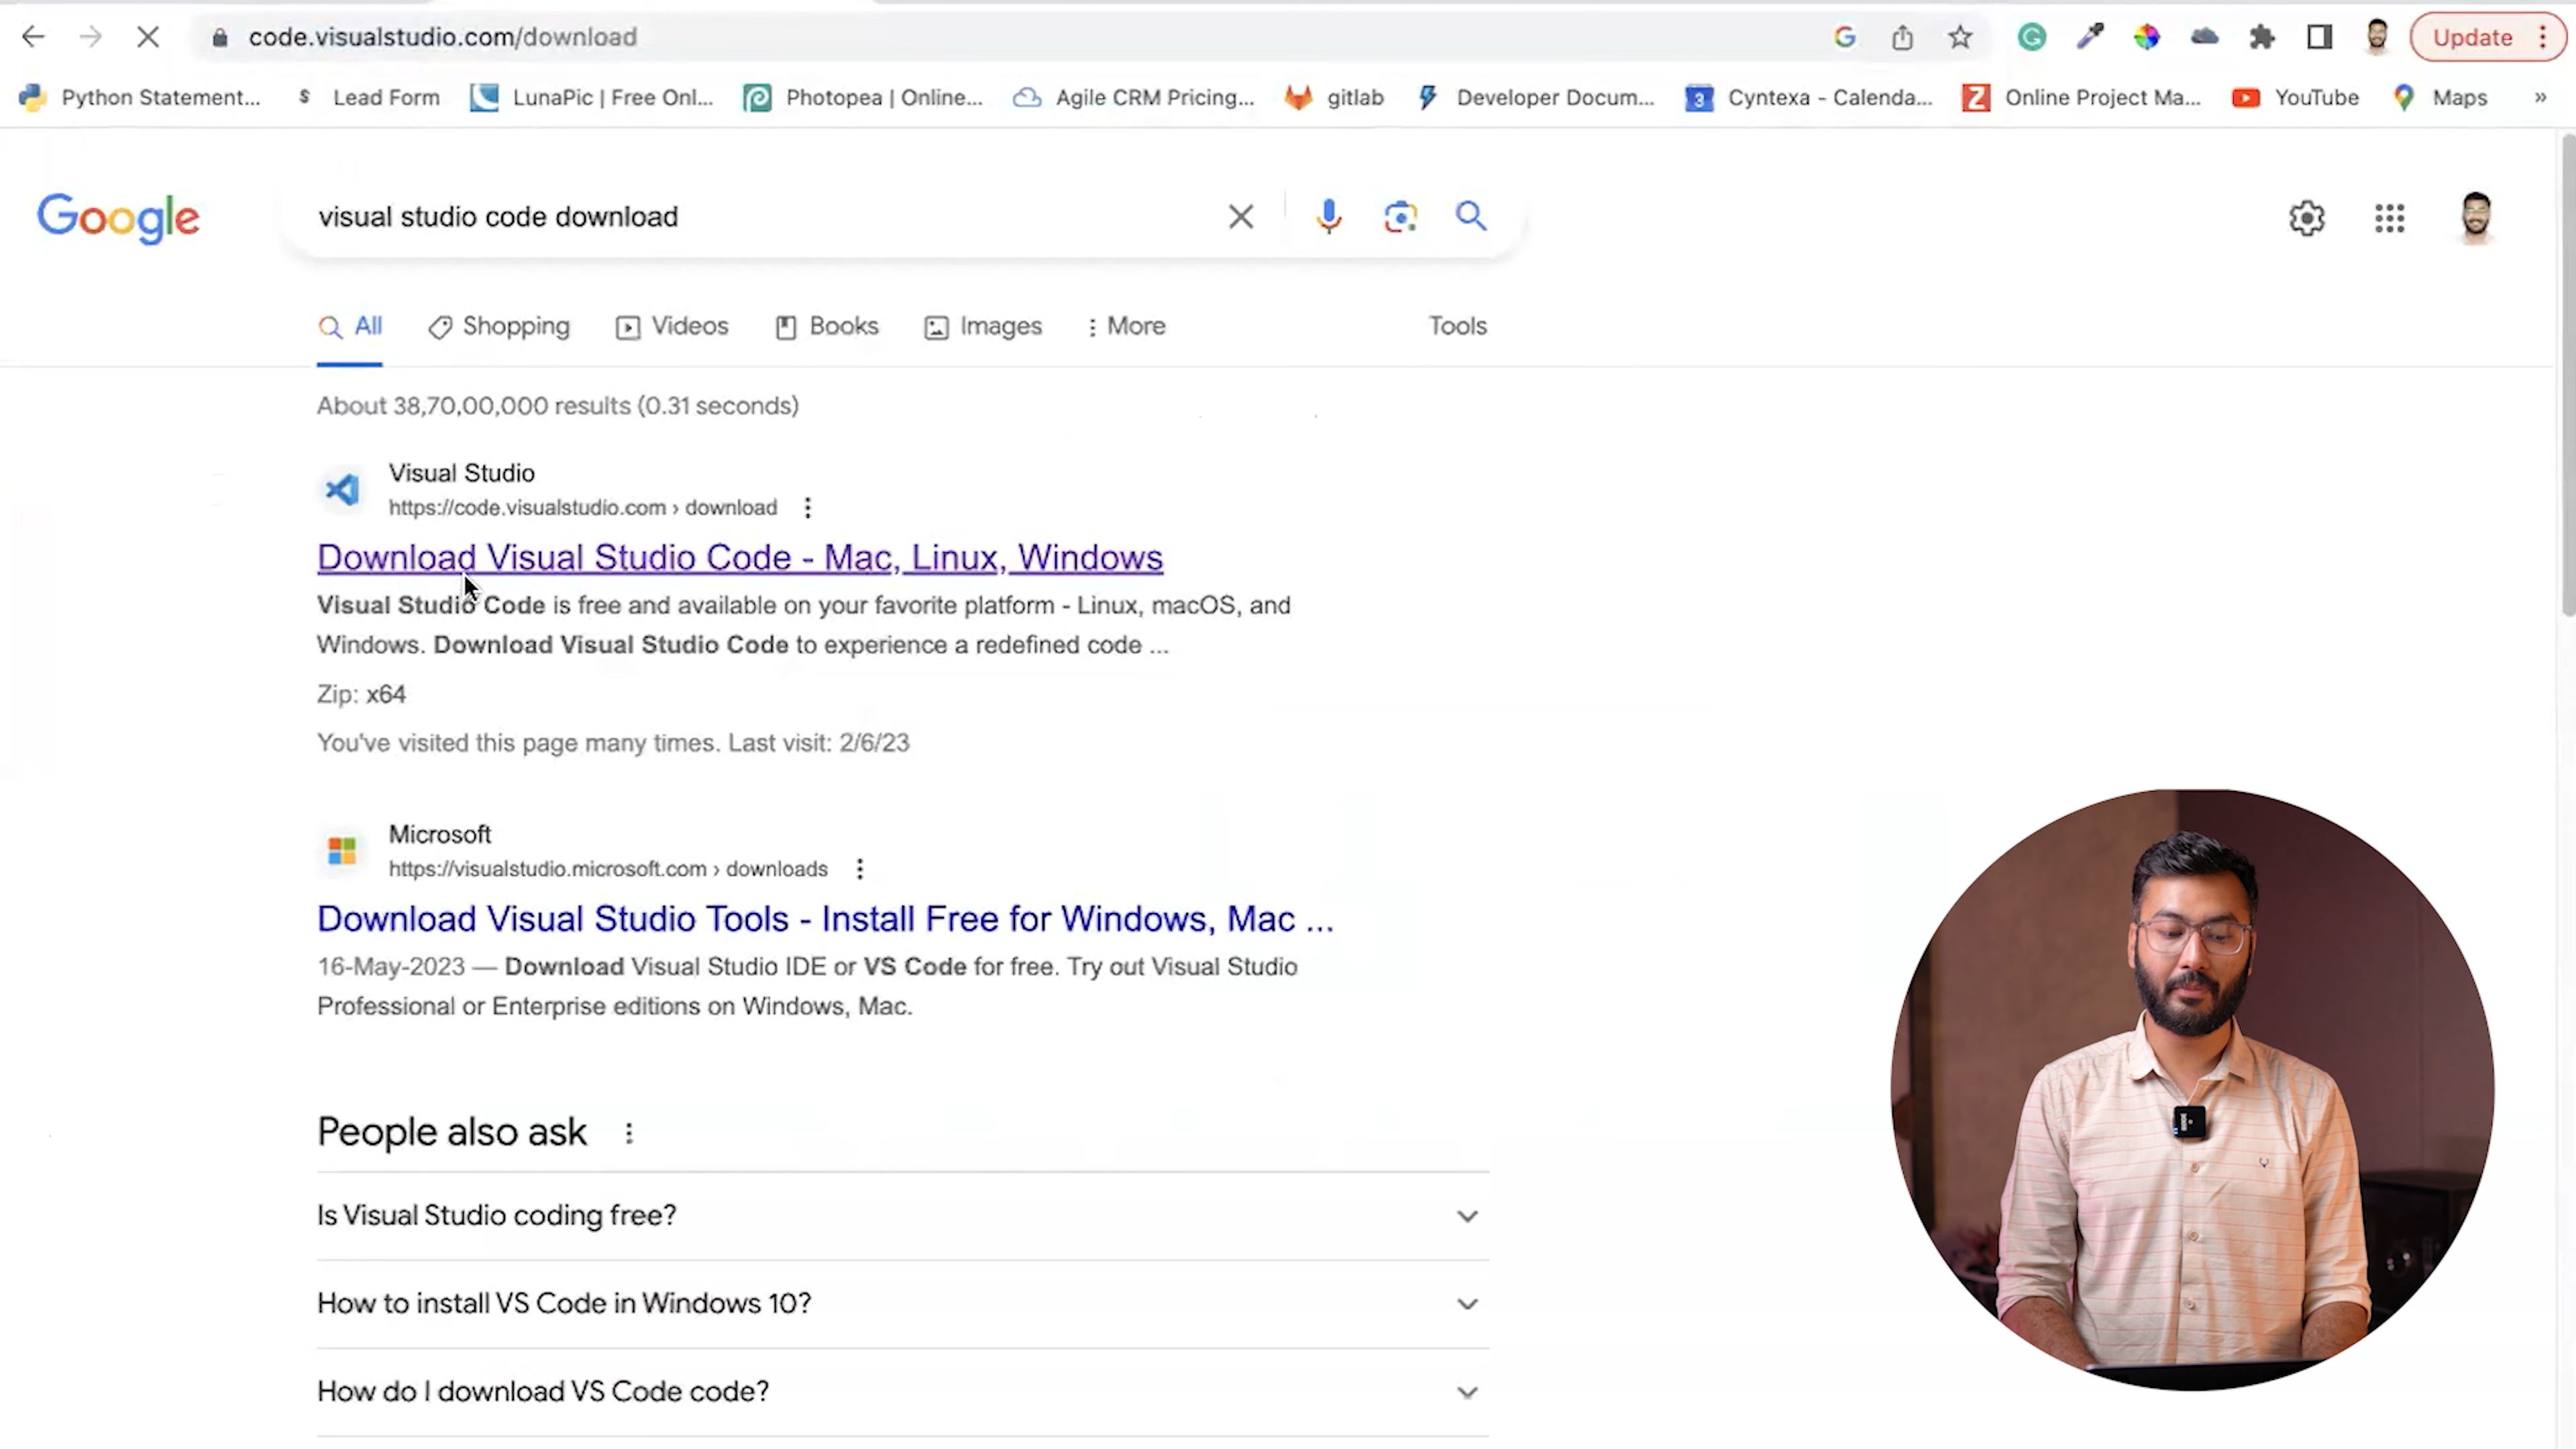 code.visualstudio.com/download
Update
Python Statement...
Lead Form
LunaPic | Free Onl...
Photopea | Online...
Agile CRM Pricing...
gitlab
Developer Docum...
3
Cyntexa - Calenda...
Z
Online Project Ma...
YouTube
Maps
»
Google
visual studio code download
All
Shopping
Videos
Books
Images
More
Tools
About 38,70,00,000 results (0.31 seconds)
Visual Studio
https://code.visualstudio.com › download
Download Visual Studio Code - Mac, Linux, Windows
Visual Studio Code is free and available on your favorite platform - Linux, macOS, and
Windows. Download Visual Studio Code to experience a redefined code ...
Zip: x64
You've visited this page many times. Last visit: 2/6/23
Microsoft
https://visualstudio.microsoft.com › downloads
Download Visual Studio Tools - Install Free for Windows, Mac ...
16-May-2023 — Download Visual Studio IDE or VS Code for free. Try out Visual Studio
Professional or Enterprise editions on Windows, Mac.
People also ask
Is Visual Studio coding free?
How to install VS Code in Windows 10?
How do I download VS Code code?